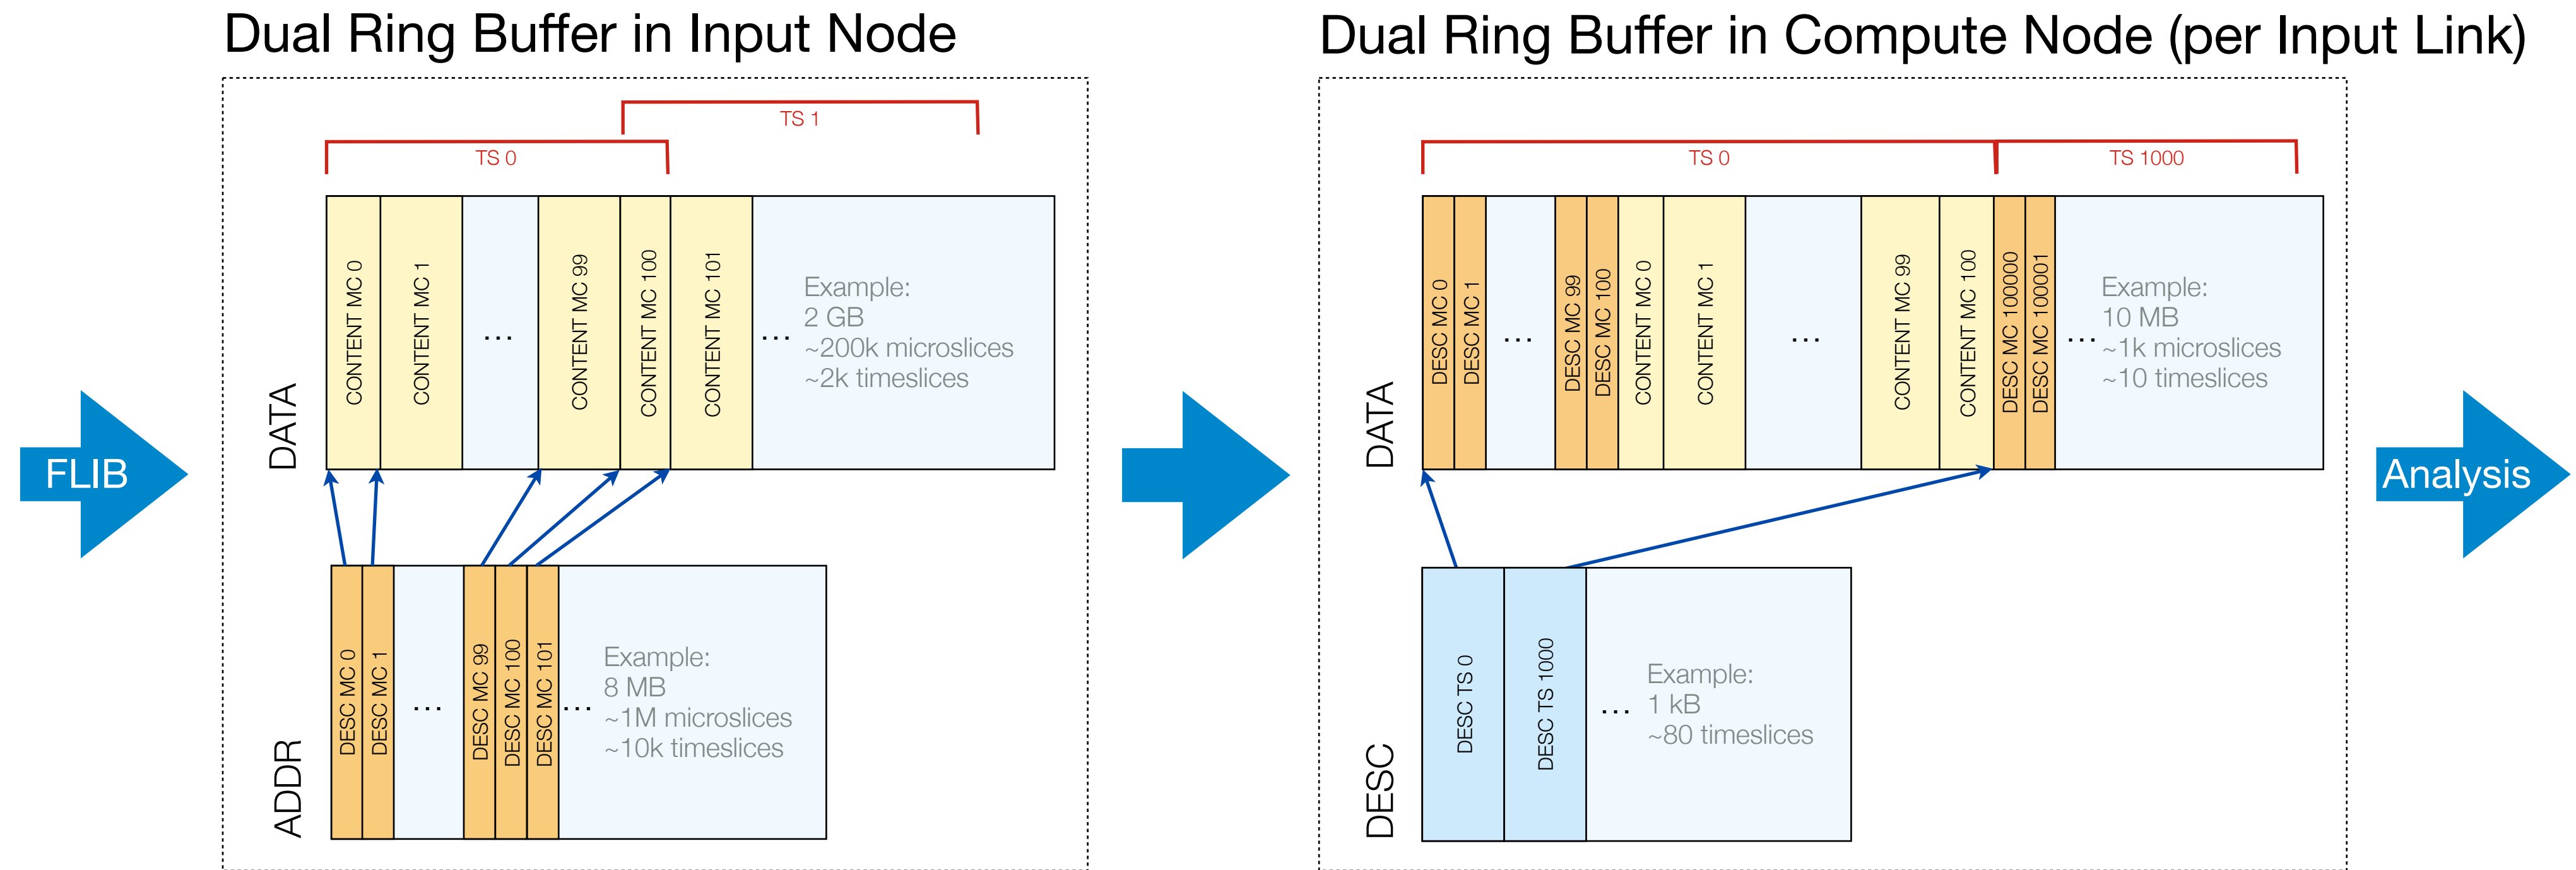 Dual Ring Buffer in Input Node
Dual Ring Buffer in Compute Node (per Input Link)
TS 1
TS 0
TS 0
TS 1000
FLIB
DATA
CONTENT MC 0
CONTENT MC 1
...
CONTENT MC 99
CONTENT MC 100
CONTENT MC 101
...
Example:
2 GB
~200k microslices
~2k timeslices
ADDR
DESC MC 0
DESC MC 1
...
DESC MC 99
DESC MC 100
DESC MC 101
...
Example:
8 MB
~1M microslices
~10k timeslices
DATA
DESC MC 0
DESC MC 1
...
DESC MC 99
DESC MC 100
CONTENT MC 0
CONTENT MC 1
...
CONTENT MC 99
CONTENT MC 100
DESC MC 100000
DESC MC 100001
...
Example:
10 MB
~1k microslices
~10 timeslices
DESC
DESC TS 0
DESC TS 1000
...
Example:
1 kB
~80 timeslices
Analysis